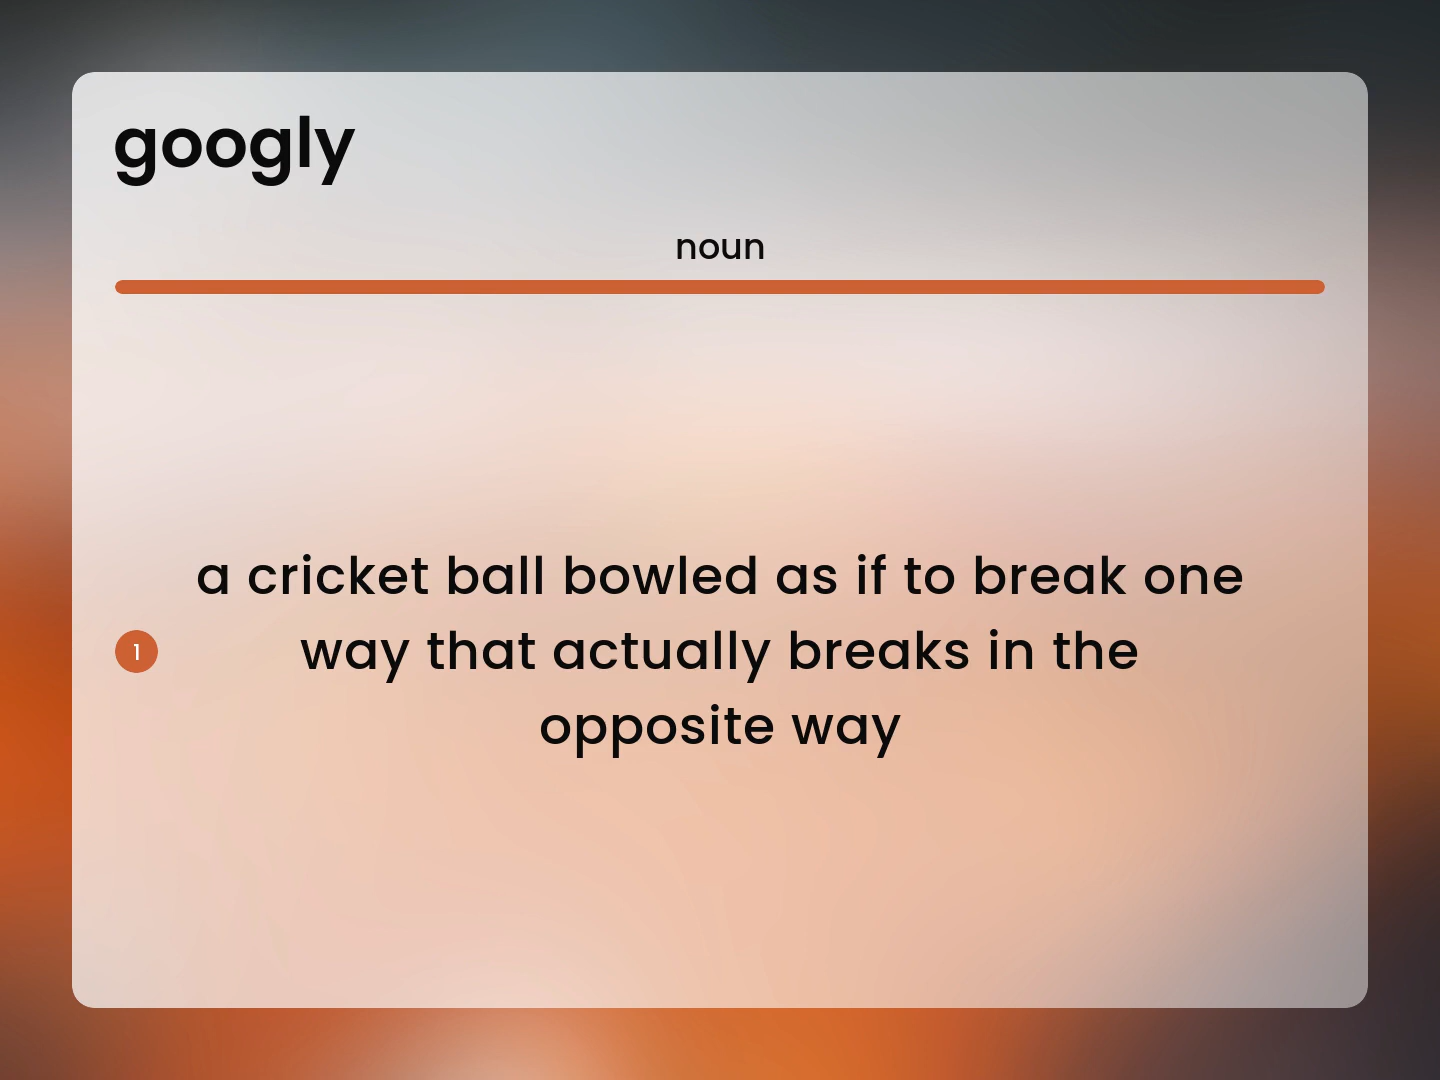 googly
noun
1
a cricket ball bowled as if to break one
way that actually breaks in the
opposite way